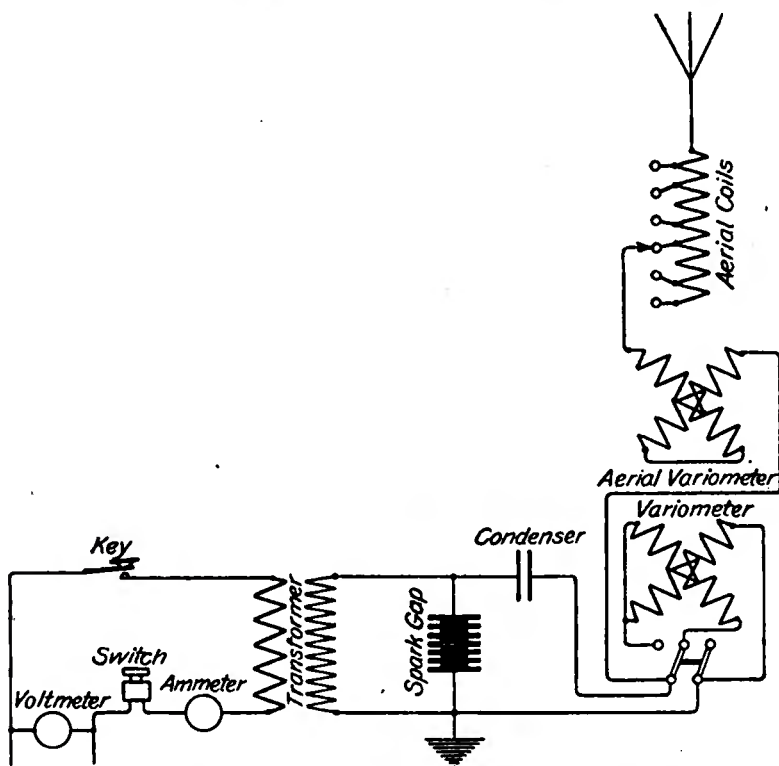 Aerial Coils
Aerial Variometer
Variometer
Key
Condenser
Transformer
Spark Gap
Switch
Voltmeter
Ammeter